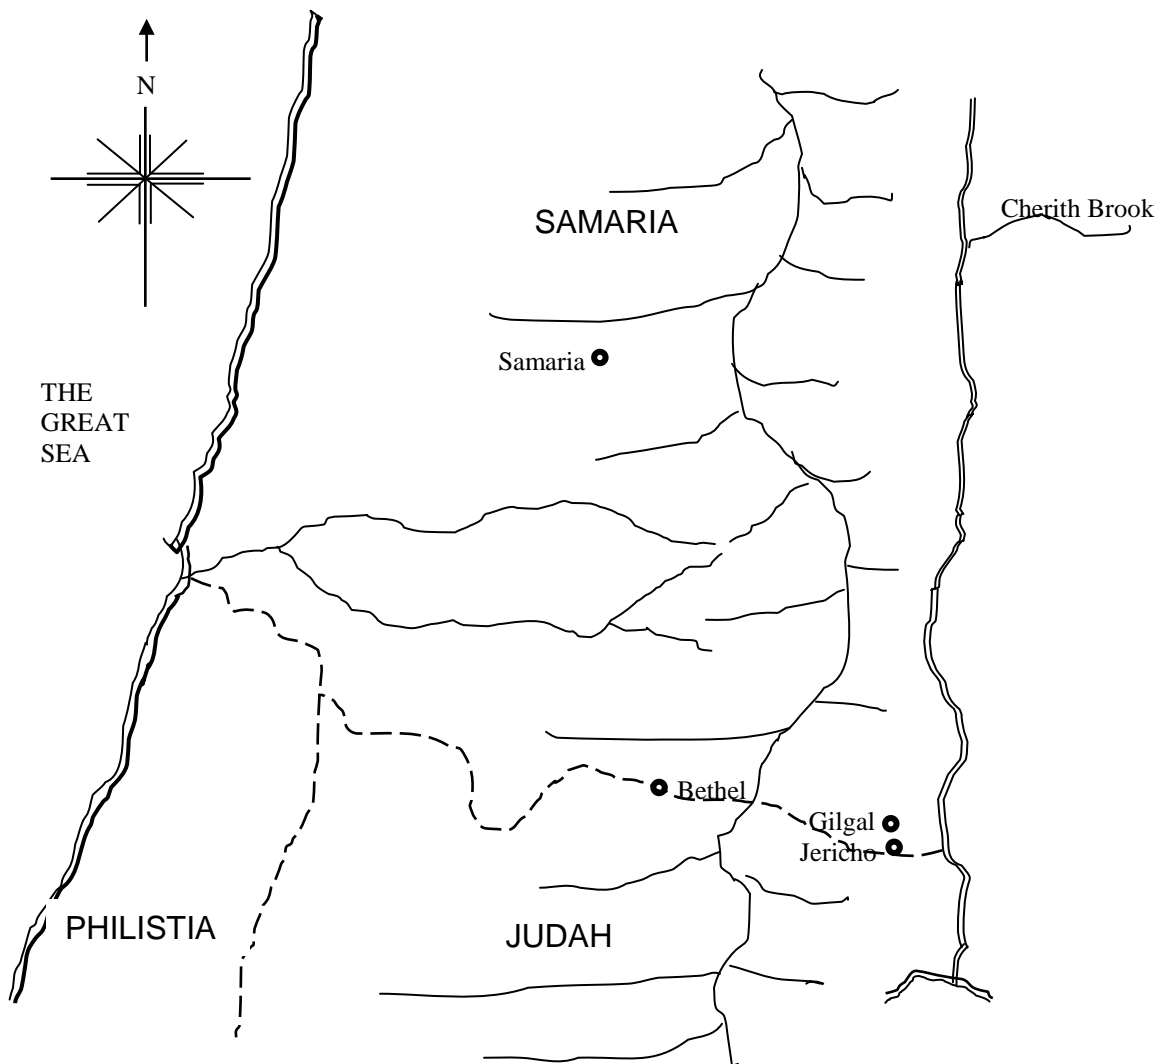 N
Cherith Brook
SAMARIA
Samaria
THE
GREAT
SEA
Bethel
Gilgal
Jericho
PHILISTIA
JUDAH